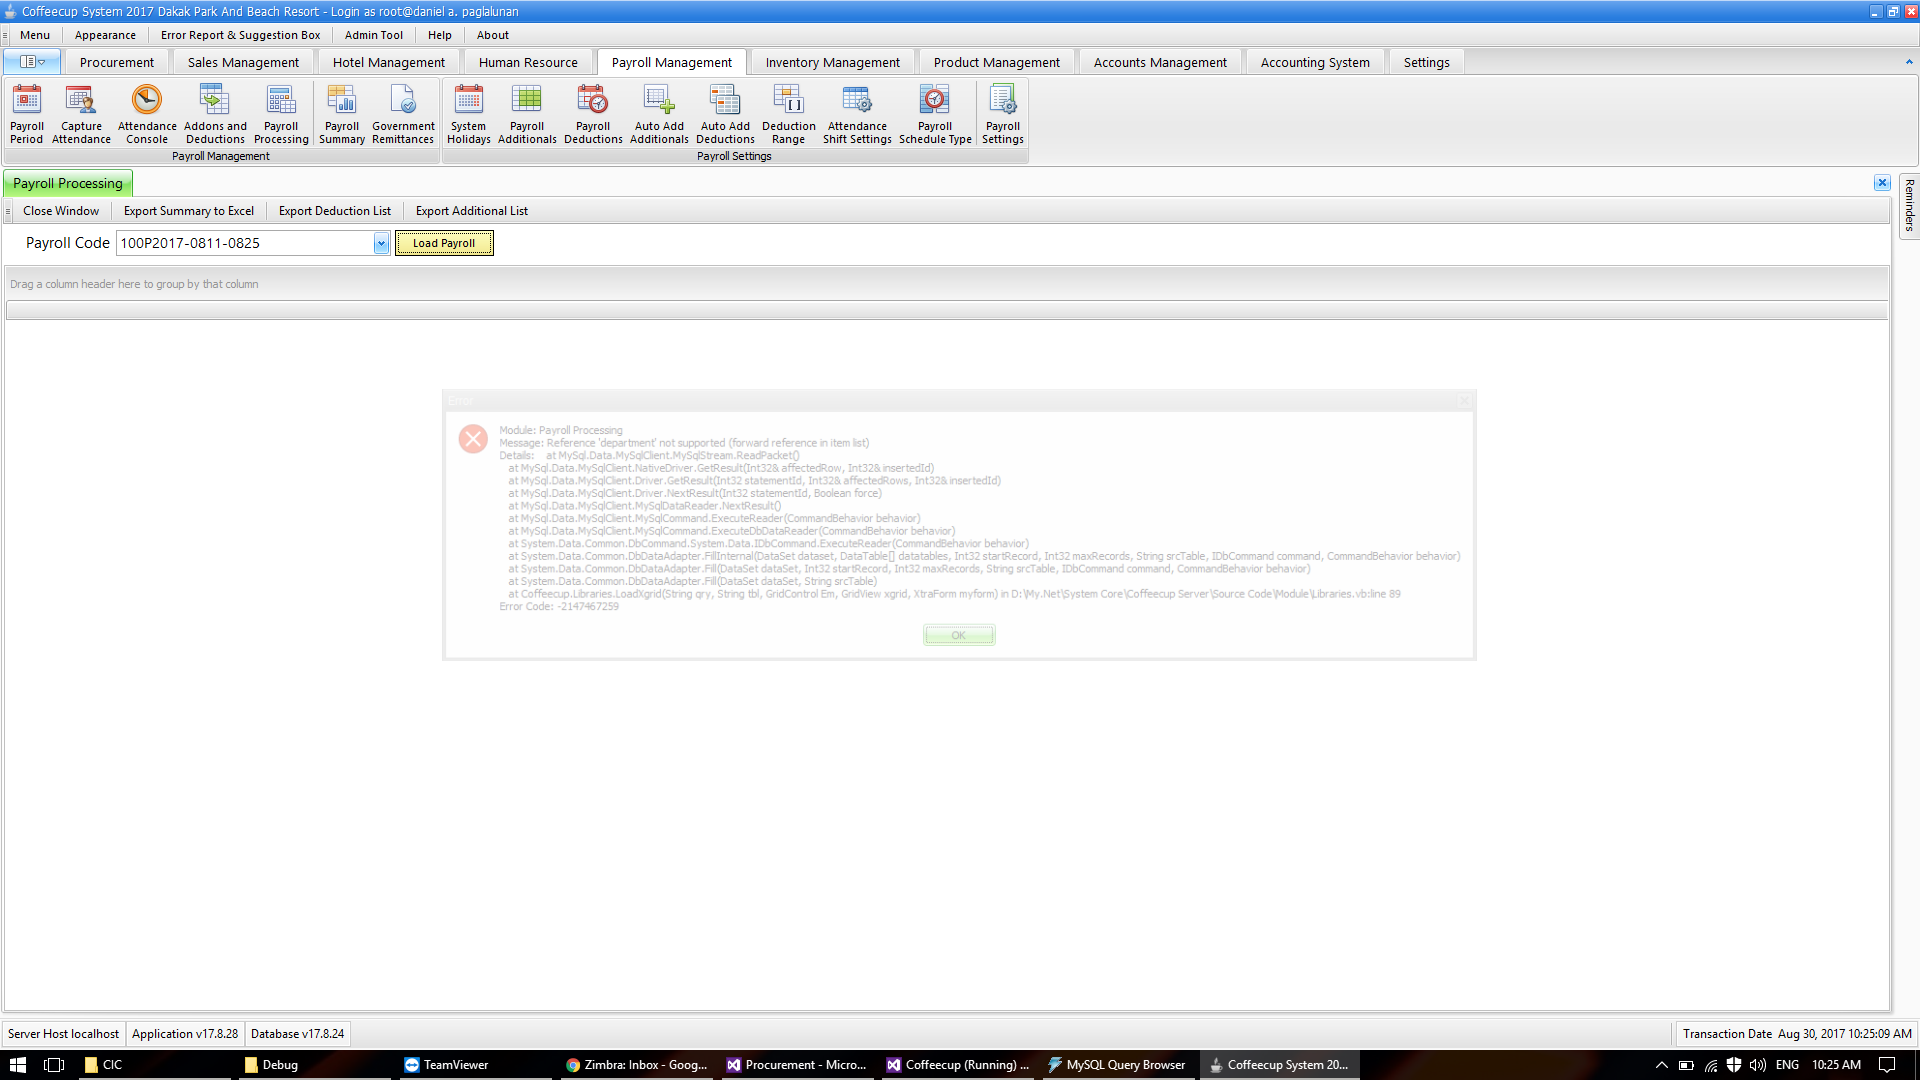 Coffeecup System 2017 Dakak Park And Beach Resort - Login as root@daniel a. paglalunan
Menu Appearance Error Report & Suggestion Box Admin Tool Help About
Procurement Sales Management Hotel Management Human Resource Payroll Management Inventory Management Product Management Accounts Management Accounting System Settings
Payroll Period Capture Attendance Attendance Console Addons and Deductions Payroll Processing Payroll Summary Government Remittances System Holidays Payroll Additionals Payroll Deductions Auto Add Additionals Auto Add Deductions Deduction Range Attendance Shift Settings Payroll Schedule Type Payroll Settings
Payroll Management Payroll Settings
Payroll Processing
Reminders
Close Window Export Summary to Excel Export Deduction List Export Additional List
Payroll Code 100P2017-0811-0825 Load Payroll
Drag a column header here to group by that column
Error
Module: Payroll Processing
Message: Reference 'department' not supported (forward reference in item list)
Details: at MySql.Data.MySqlClient.MySqlStream.ReadPacket()
at MySql.Data.MySqlClient.NativeDriver.GetResult(Int32& affectedRow, Int32& insertedId)
at MySql.Data.MySqlClient.Driver.GetResult(Int32 statementId, Int32& affectedRows, Int32& insertedId)
at MySql.Data.MySqlClient.Driver.NextResult(Int32 statementId, Boolean force)
at MySql.Data.MySqlClient.MySqlDataReader.NextResult()
at MySql.Data.MySqlClient.MySqlCommand.ExecuteReader(CommandBehavior behavior)
at MySql.Data.MySqlClient.MySqlCommand.ExecuteDbDataReader(CommandBehavior behavior)
at System.Data.Common.DbCommand.System.Data.IDbCommand.ExecuteReader(CommandBehavior behavior)
at System.Data.Common.DbDataAdapter.FillInternal(DataSet dataset, DataTable[] datatables, Int32 startRecord, Int32 maxRecords, String srcTable, IDbCommand command, CommandBehavior behavior)
at System.Data.Common.DbDataAdapter.Fill(DataSet dataSet, Int32 startRecord, Int32 maxRecords, String srcTable, IDbCommand command, CommandBehavior behavior)
at System.Data.Common.DbDataAdapter.Fill(DataSet dataSet, String srcTable)
at Coffeecup.Libraries.LoadXgrid(String qry, String tbl, GridControl Em, GridView xgrid, XtraForm myform) in D:\My.Net\System Core\Coffeecup Server\Source Code\Module\Libraries.vb:line 89
Error Code: -2147467259
OK
Server Host localhost Application v17.8.28 Database v17.8.24 Transaction Date Aug 30, 2017 10:25:09 AM
CIC Debug TeamViewer Zimbra: Inbox - Goog... Procurement - Micro... Coffeecup (Running) ... MySQL Query Browser Coffeecup System 20... ENG 10:25 AM